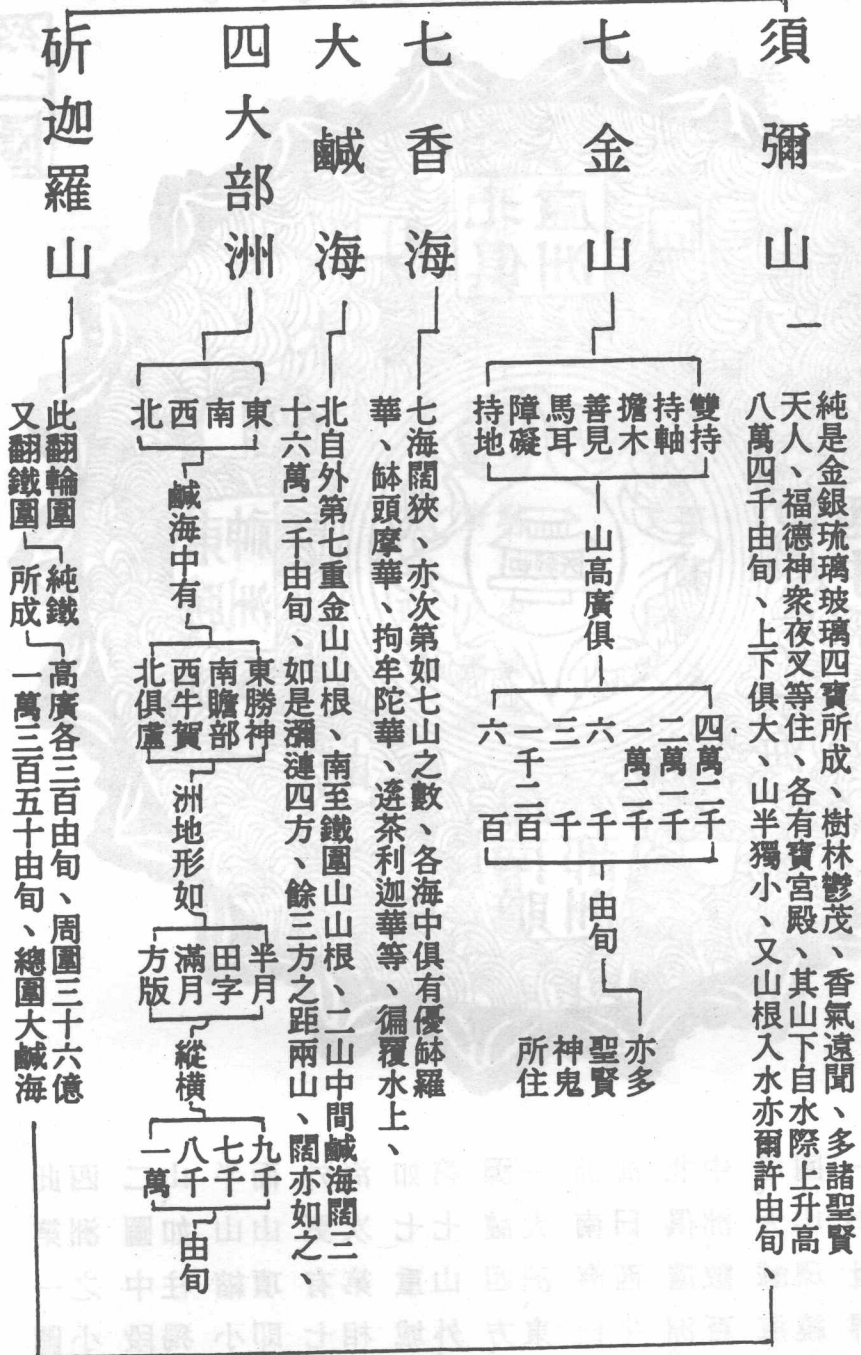 須彌山
純是金銀琉璃玻璃四寶所成、樹林鬱茂、香氣遠聞、多諸聖賢
天人、福德神衆夜叉等住、各有寶宮殿、其山下自水際上升高
八萬四千由旬、上下俱大、山半獨小、又山根入水亦爾許由旬、
七金山
雙持
持軸
擔木
善見
馬耳
障礙
持地
山高廣俱
四萬二千
二萬一千
一萬二千
六千
三千
一千二百
六百
由旬
亦多
聖賢
神鬼
所住
七香海
七海闊狹、亦次第如七山之數、各海中俱有優鉢羅
華、鉢頭摩華、拘牟陀華、迻茶利迦華等、徧覆水上、
大鹹海
北自外第七重金山山根、南至鐵圍山山根、二山中間鹹海闊三
十六萬二千由旬、如是瀰漣四方、餘三方之距兩山、闊亦如之、
四大部洲
東
南
西
北
鹹海中有
東勝神
南瞻部
西牛賀
北俱盧
洲地形如
半月
田字
滿月
方版
縱横
九千
七千
八千
一萬
由旬
斫迦羅山
此翻輪圍
又翻鐵圍
純鐵
所成
高廣各三百由旬、周圍三十六億
一萬三百五十由旬、總圍大鹹海